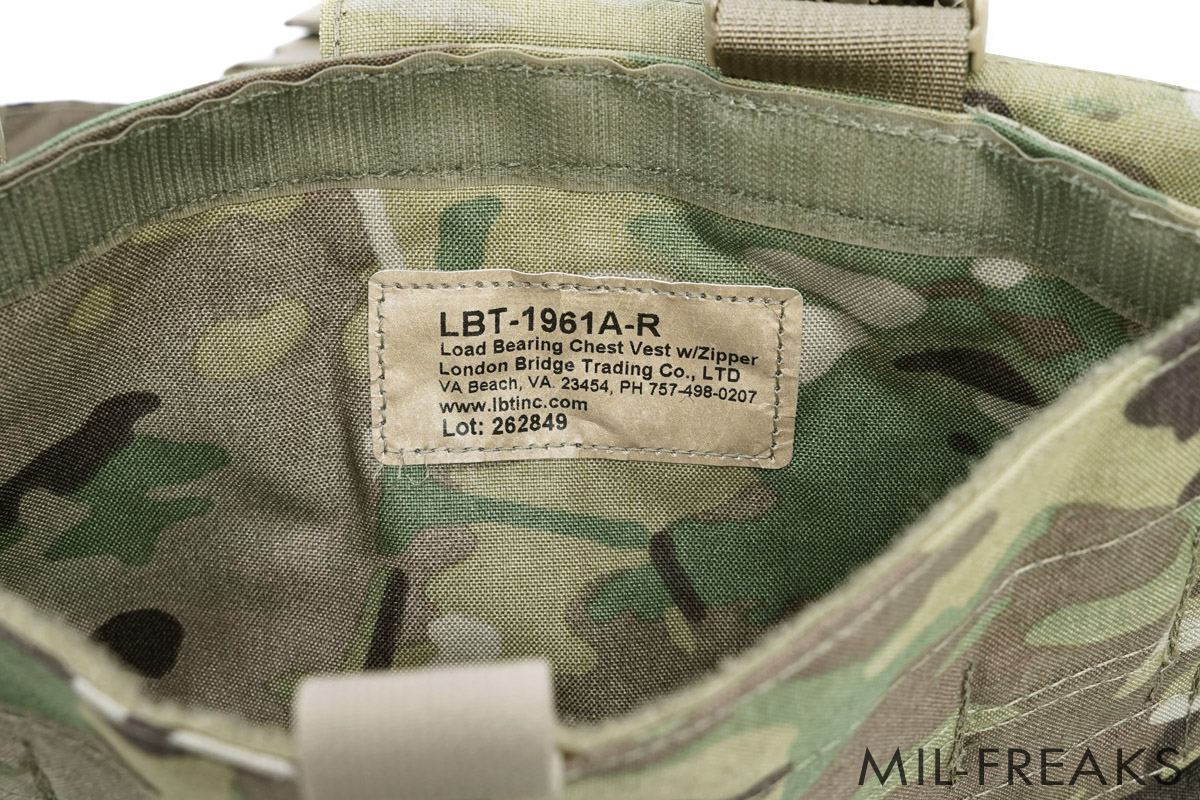 LBT-1961A-R
Load Bearing Chest Vest w/Zipper
London Bridge Trading Co., LTD
VA Beach, VA. 23454, PH 757-498-0207
www.lbtinc.com
Lot: 262849
MIL-FREAKS